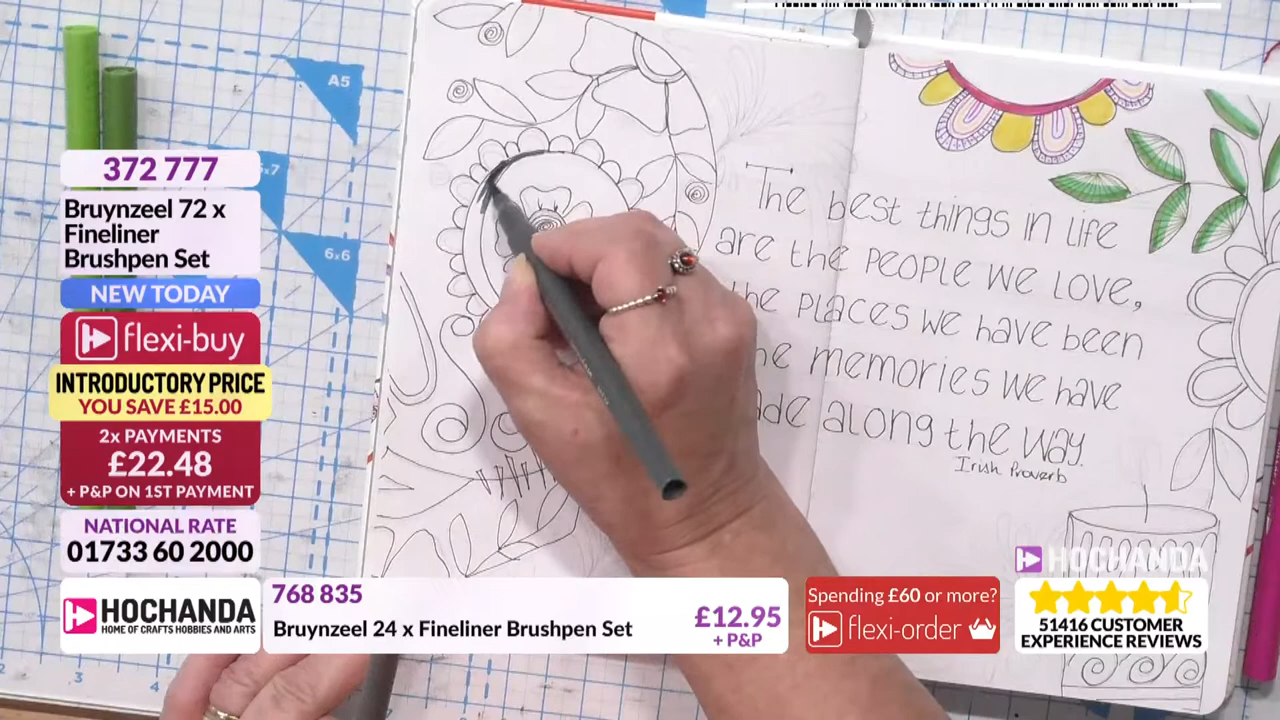 A5
6x6
372 777
Bruynzeel 72 x
Fineliner
Brushpen Set
NEW TODAY
flexi-buy
INTRODUCTORY PRICE
YOU SAVE £15.00
2x PAYMENTS
£22.48
+ P&P ON 1ST PAYMENT
NATIONAL RATE
01733 60 2000
HOCHANDA
HOME OF CRAFTS HOBBIES AND ARTS
768 835
Bruynzeel 24 x Fineliner Brushpen Set
£12.95
+ P&P
Spending £60 or more?
flexi-order
HOCHANDA
51416 CUSTOMER
EXPERIENCE REVIEWS
The best things in life
are the people we love,
the places we have been
memories we have
along the way.
Irish Proverb
2
3
4